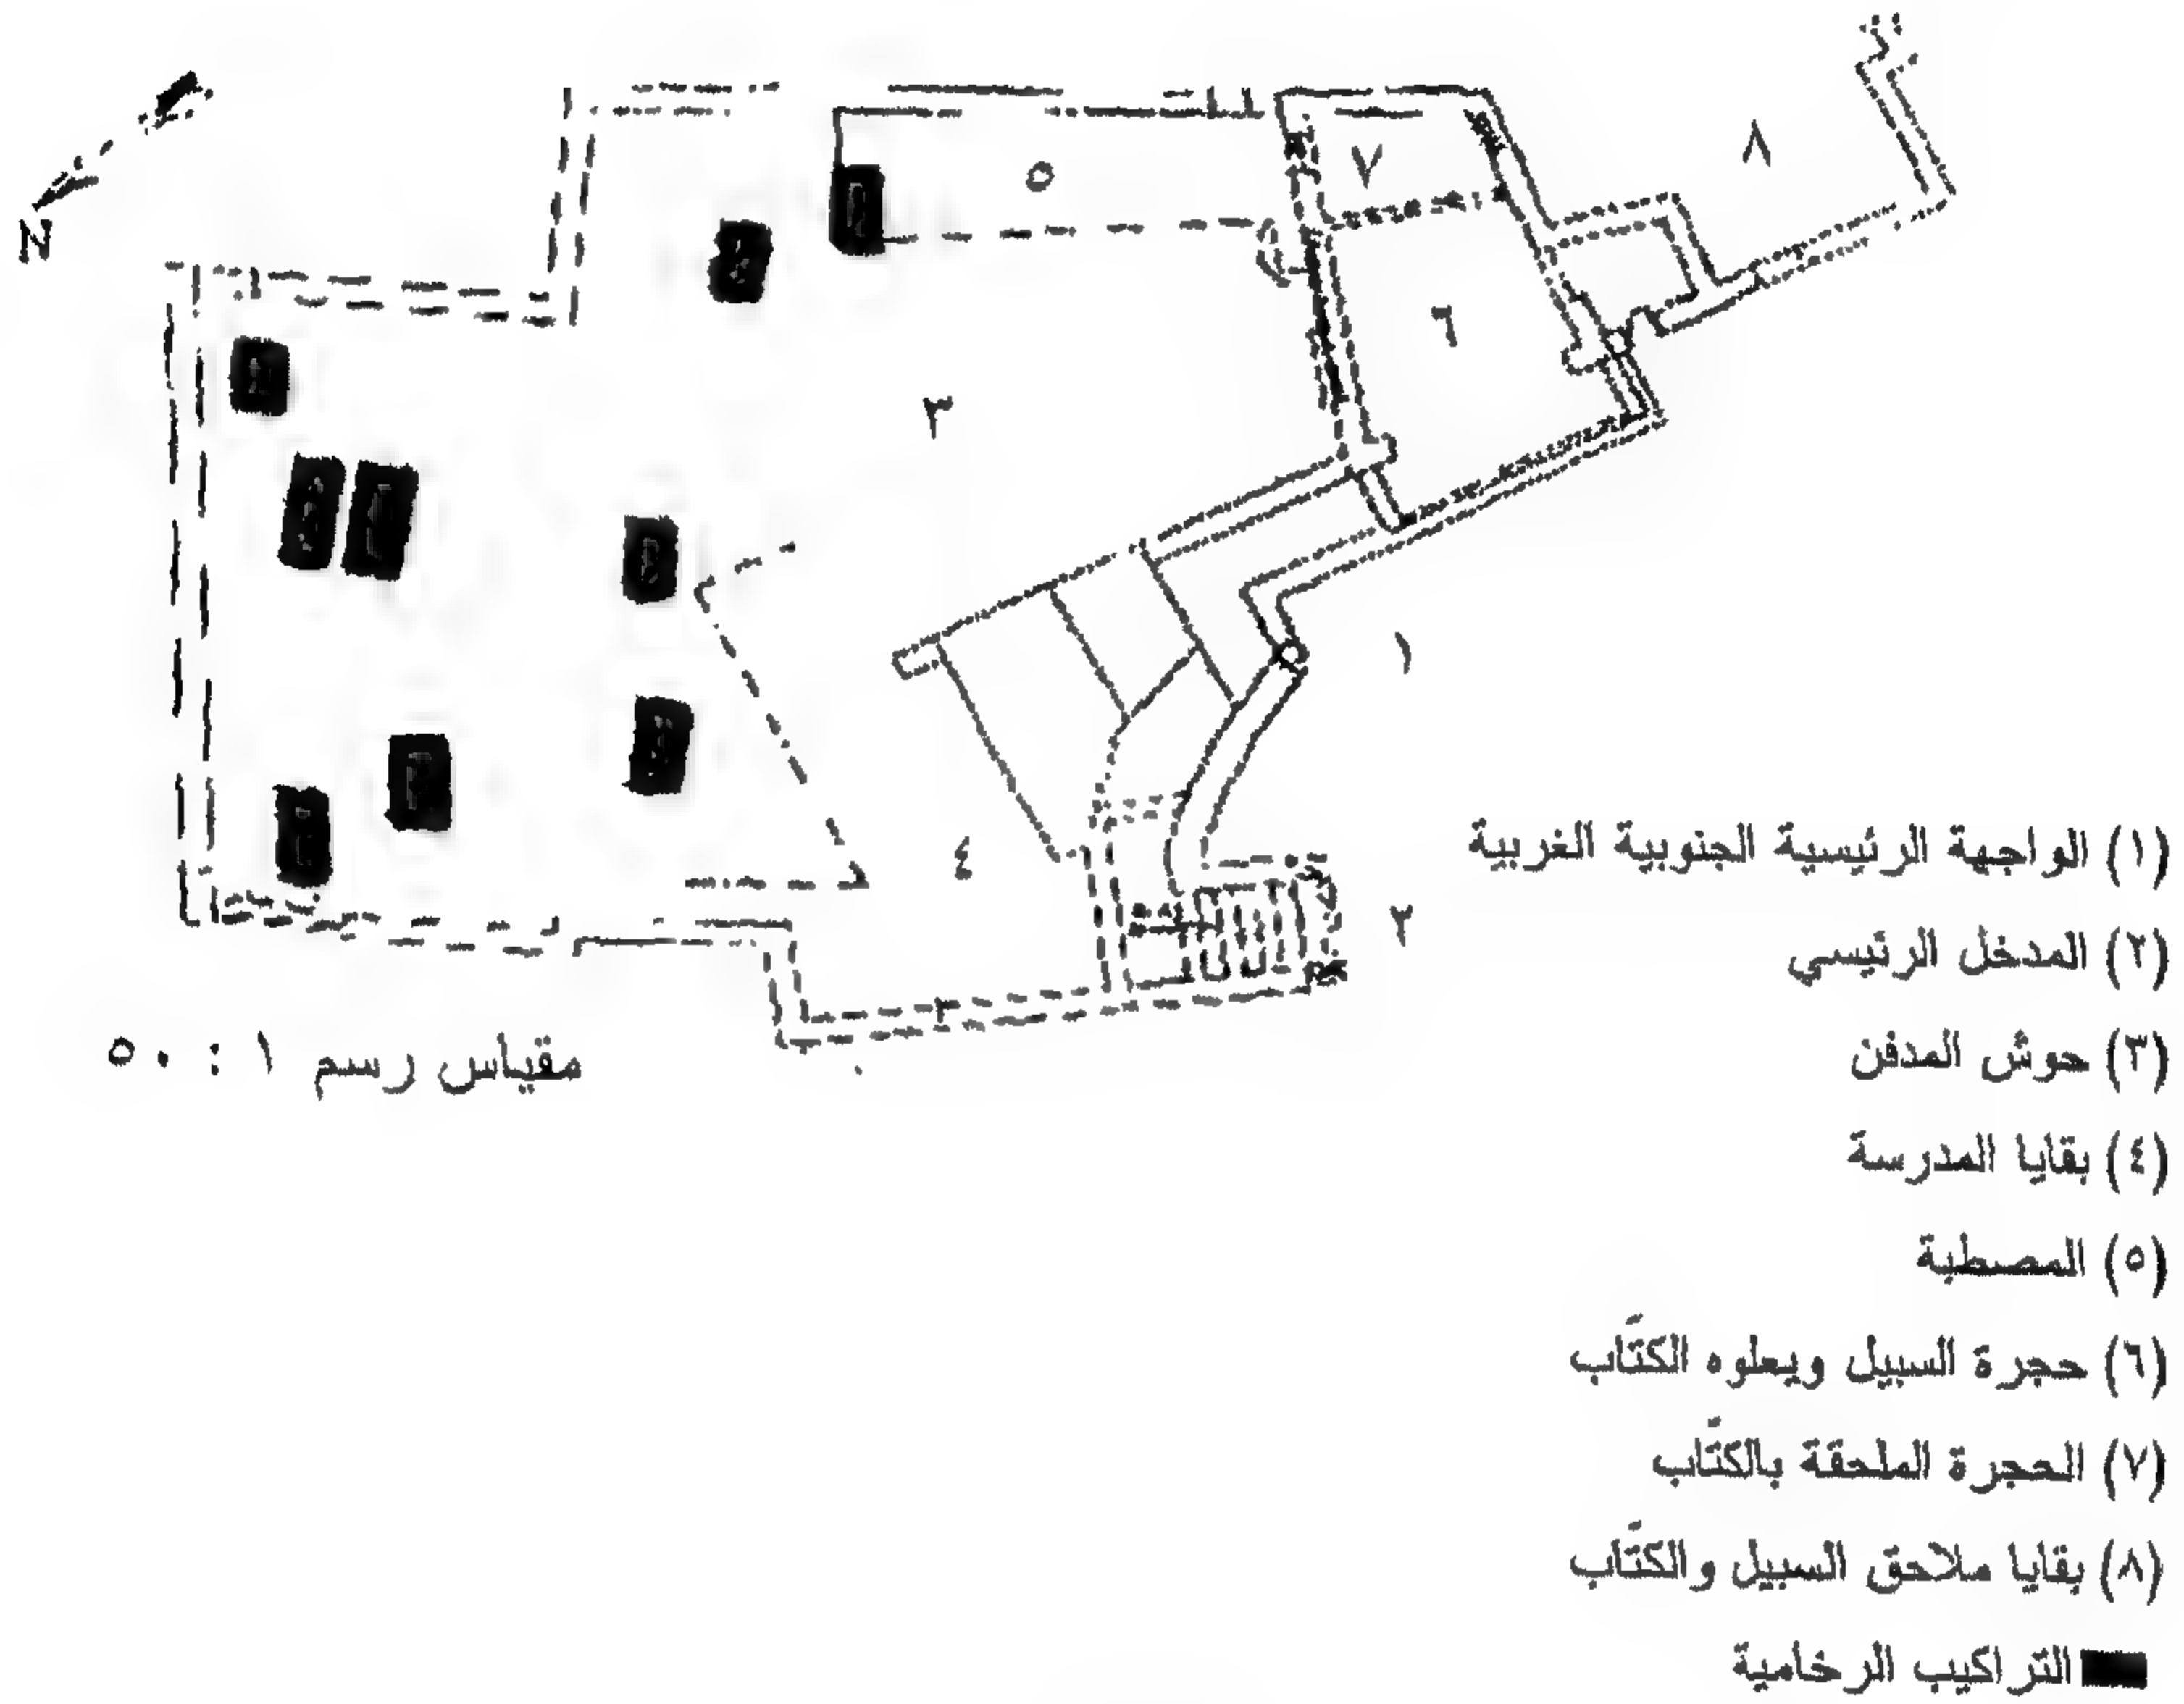 N
٨
٧
٥
٦
٣
١
٤
٢
مقياس رسم ١ : ٥٠
(١) الواجهة الرئيسية الجنوبية الغربية
(٢) المدخل الرئيسي
(٣) حوش المدفن
(٤) بقايا المدرسة
(٥) المصطبة
(٦) حجرة السبيل ويعلوه الكتّاب
(٧) الحجرة الملحقة بالكتّاب
(٨) بقايا ملاحق السبيل والكتّاب
التراكيب الرخامية